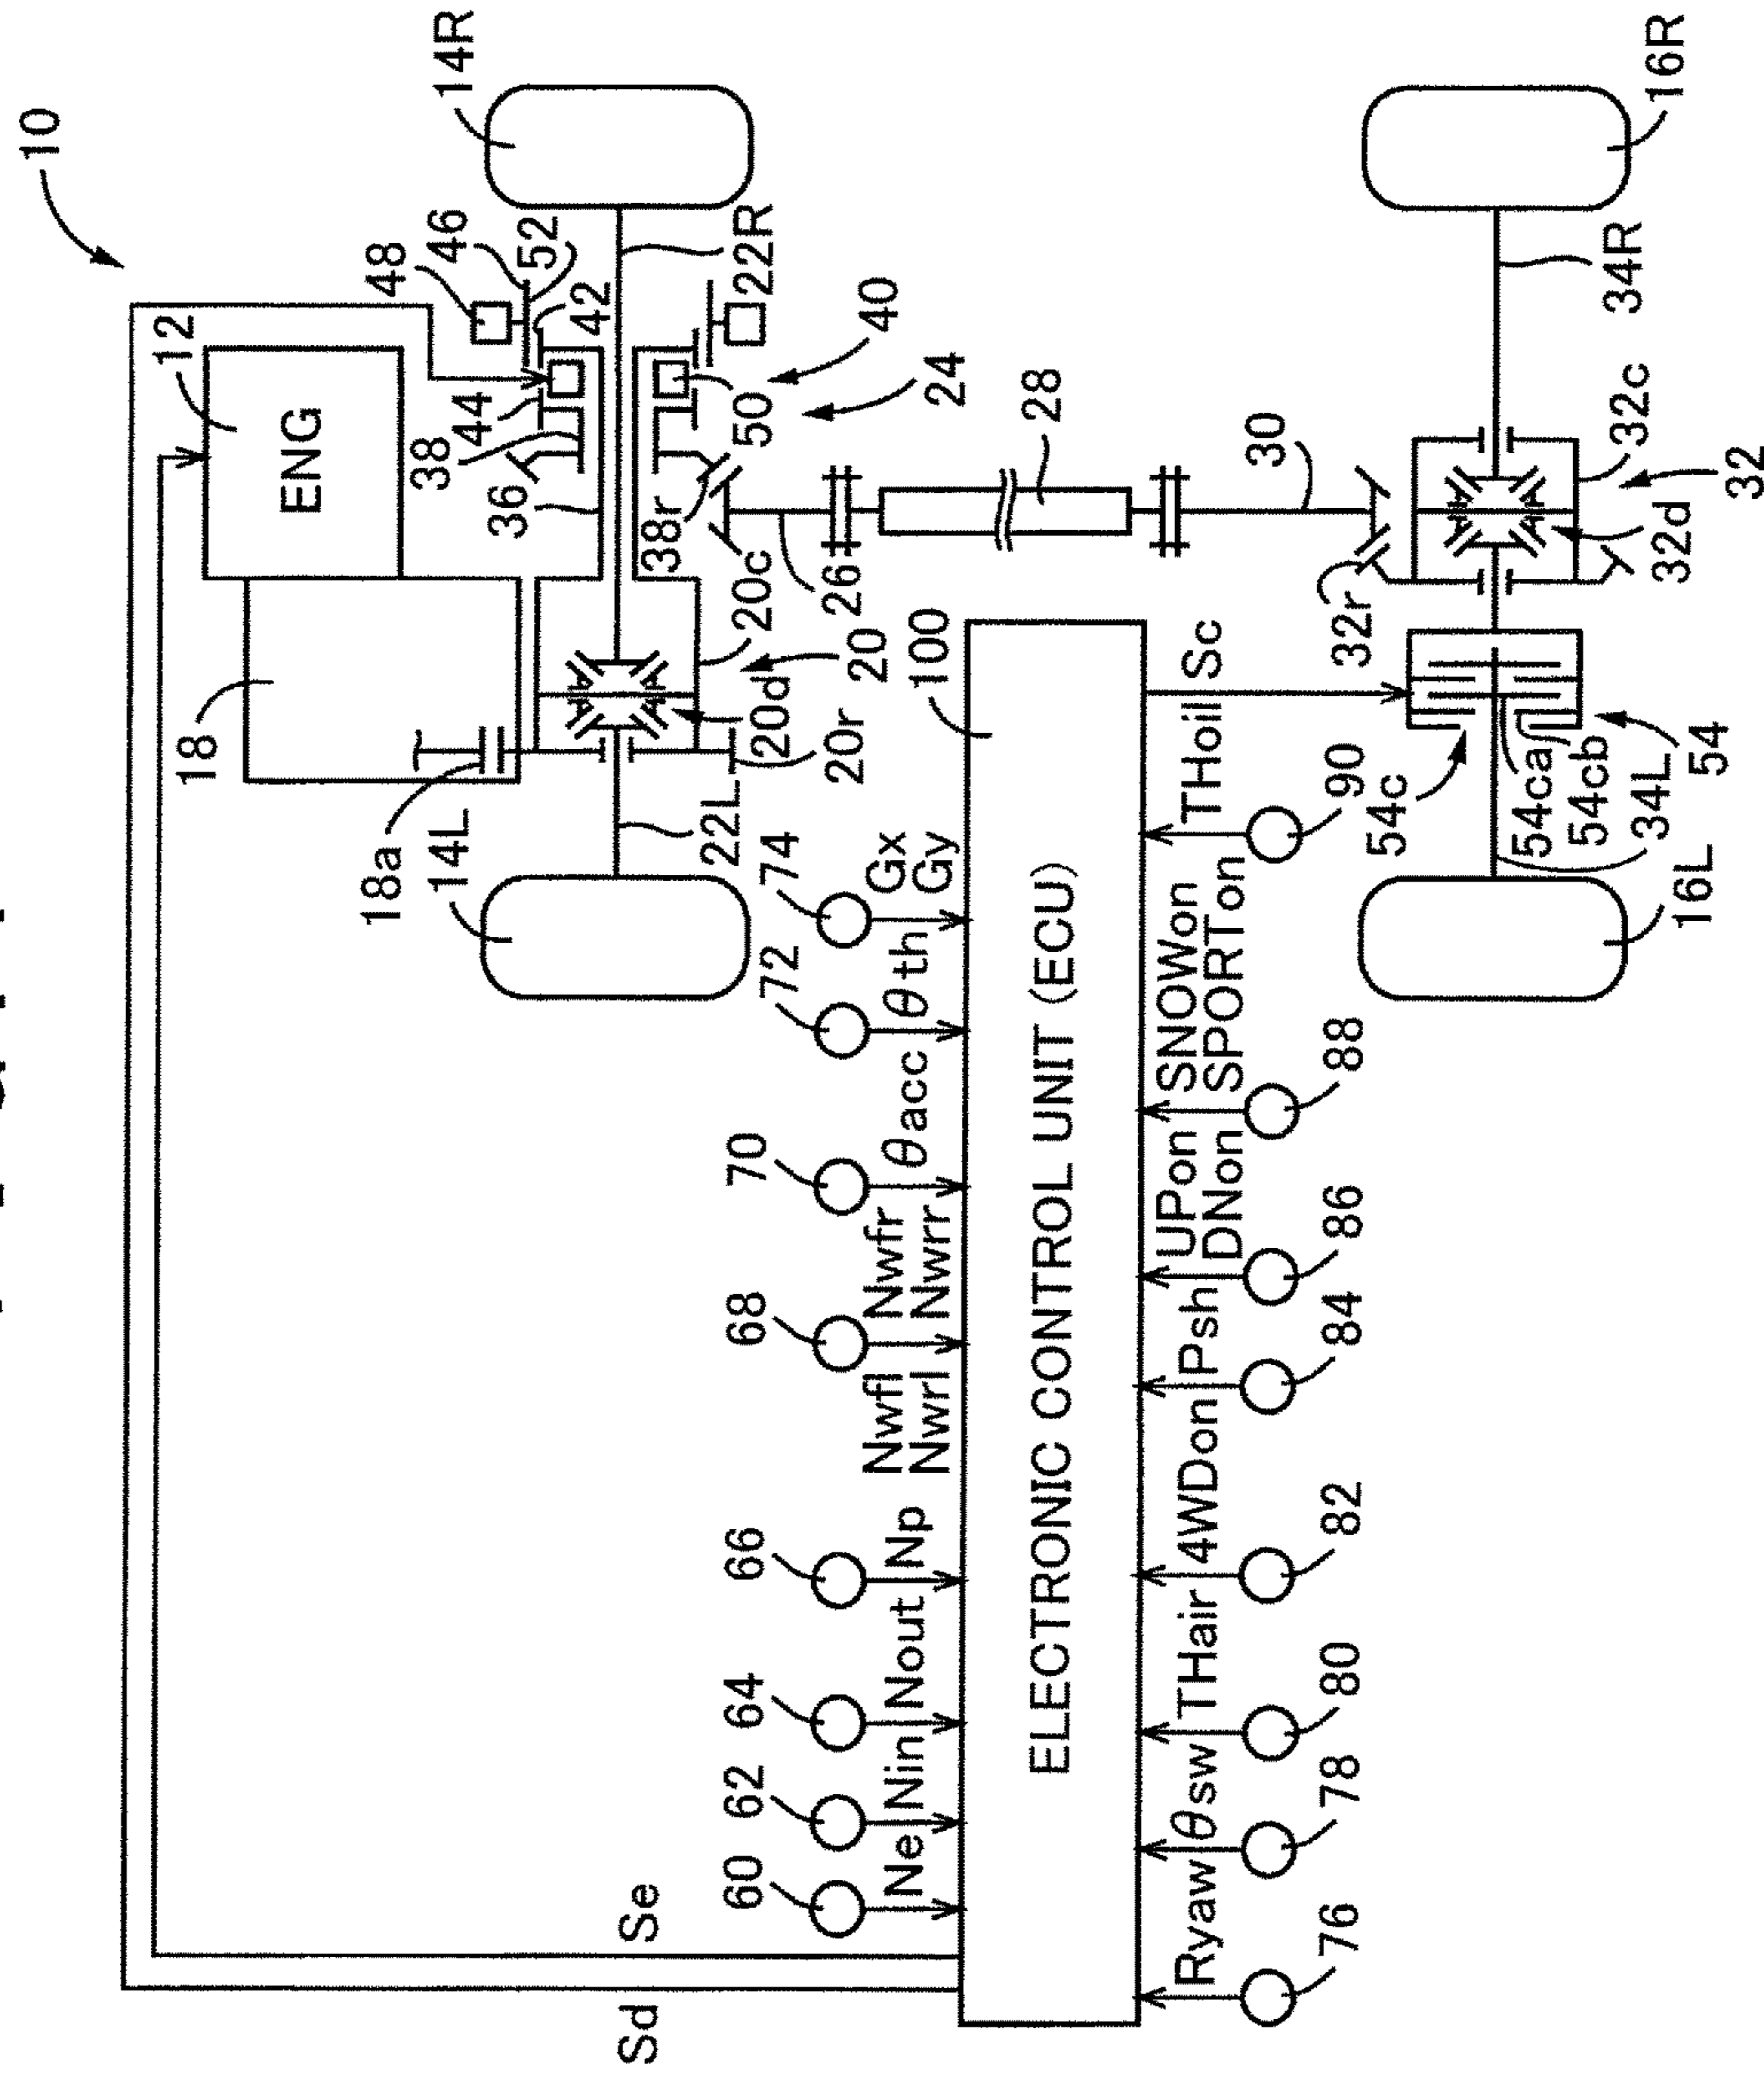 10
14R
48
46
52
12
ENG
42
44
38
36
38r
22R
40
50
24
28
26
30
18
18a
14L
20c
20
20d
20r
22L
16R
34R
32c
32
32d
32r
100
Sc
54c
54ca
54cb
34L
54
16L
Sd
Se
60
62
64
66
68
70
72
74
Ne
Nin
Nout
Np
Nwfl
Nwrl
Nwfr
Nwrr
θacc
θth
Gx
Gy
ELECTRONIC CONTROL UNIT (ECU)
Ryaw
θsw
THair
4WDon
Psh
UPon
DNon
SNOWon
SPORTon
THoil
76
78
80
82
84
86
88
90